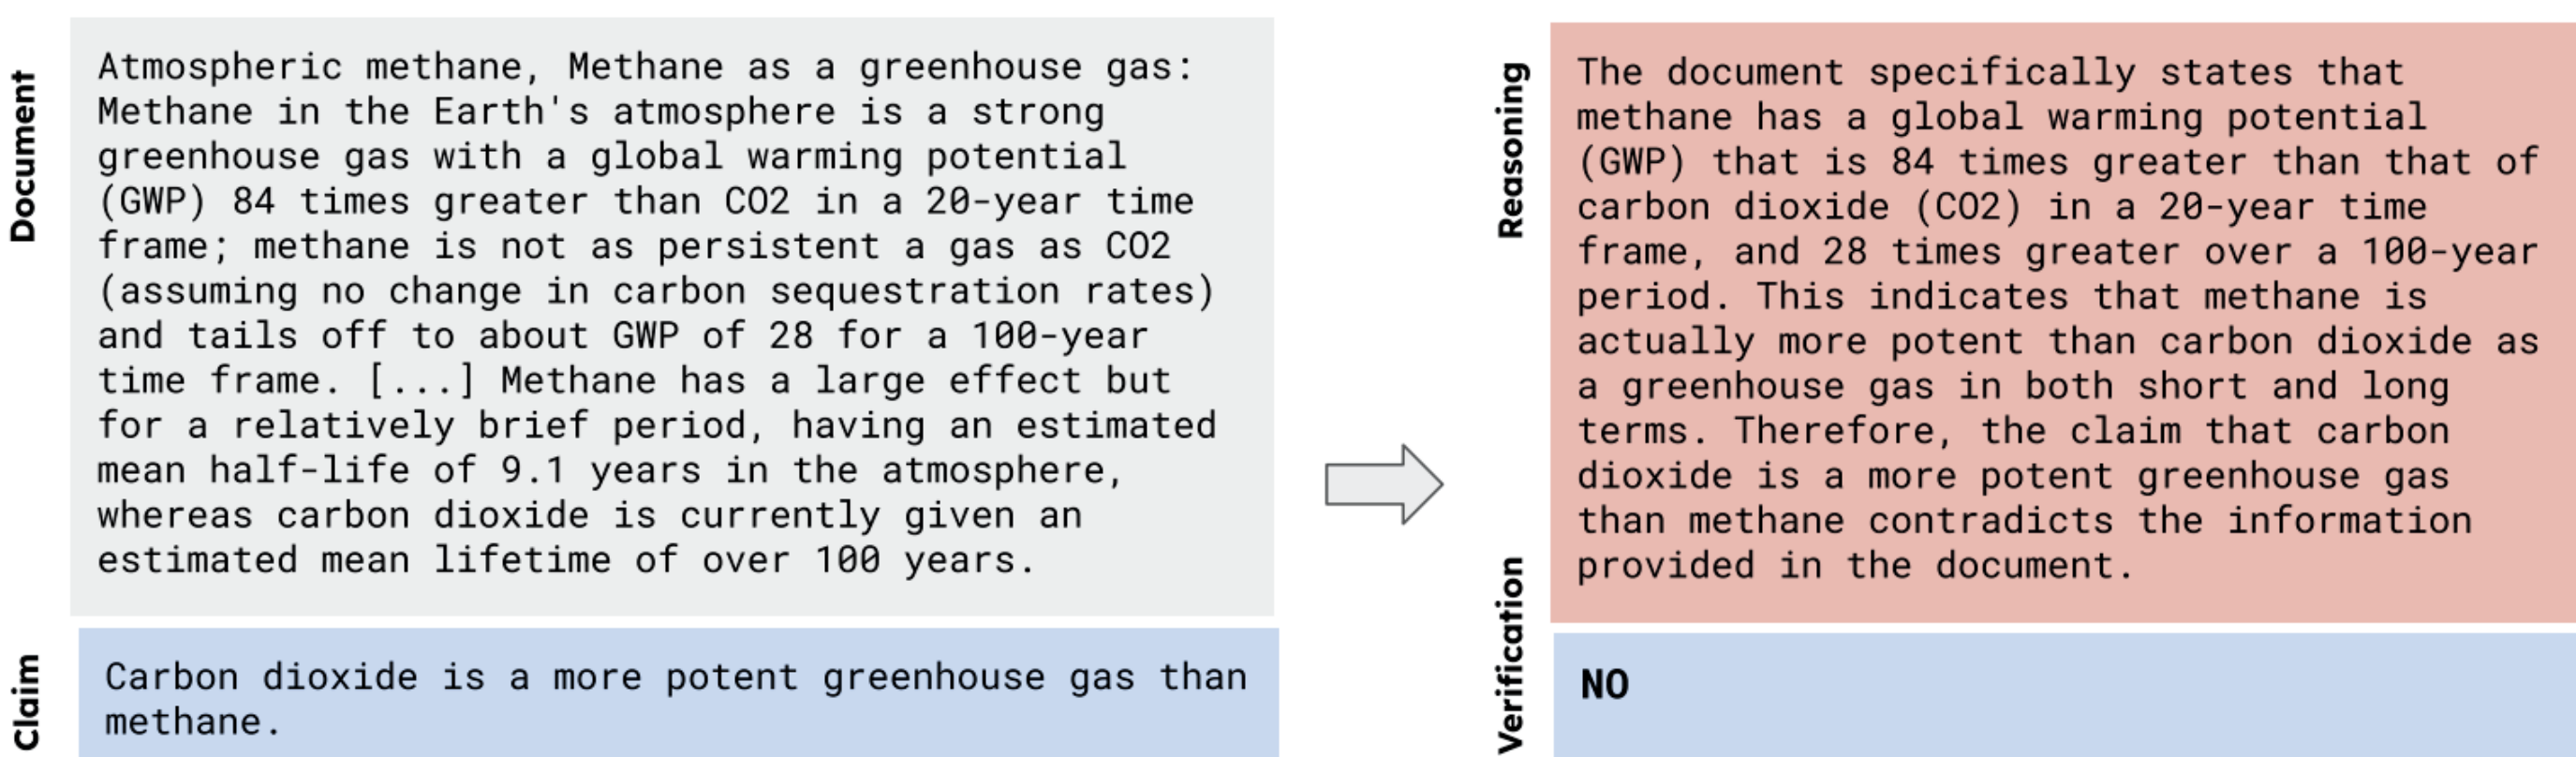 Document
Atmospheric methane, Methane as a greenhouse gas:
Methane in the Earth's atmosphere is a strong
greenhouse gas with a global warming potential
(GWP) 84 times greater than CO2 in a 20-year time
frame; methane is not as persistent a gas as CO2
(assuming no change in carbon sequestration rates)
and tails off to about GWP of 28 for a 100-year
time frame. [...] Methane has a large effect but
for a relatively brief period, having an estimated
mean half-life of 9.1 years in the atmosphere,
whereas carbon dioxide is currently given an
estimated mean lifetime of over 100 years.
Claim
Carbon dioxide is a more potent greenhouse gas than
methane.
Reasoning
The document specifically states that
methane has a global warming potential
(GWP) that is 84 times greater than that of
carbon dioxide (CO2) in a 20-year time
frame, and 28 times greater over a 100-year
period. This indicates that methane is
actually more potent than carbon dioxide as
a greenhouse gas in both short and long
terms. Therefore, the claim that carbon
dioxide is a more potent greenhouse gas
than methane contradicts the information
provided in the document.
Verification
NO